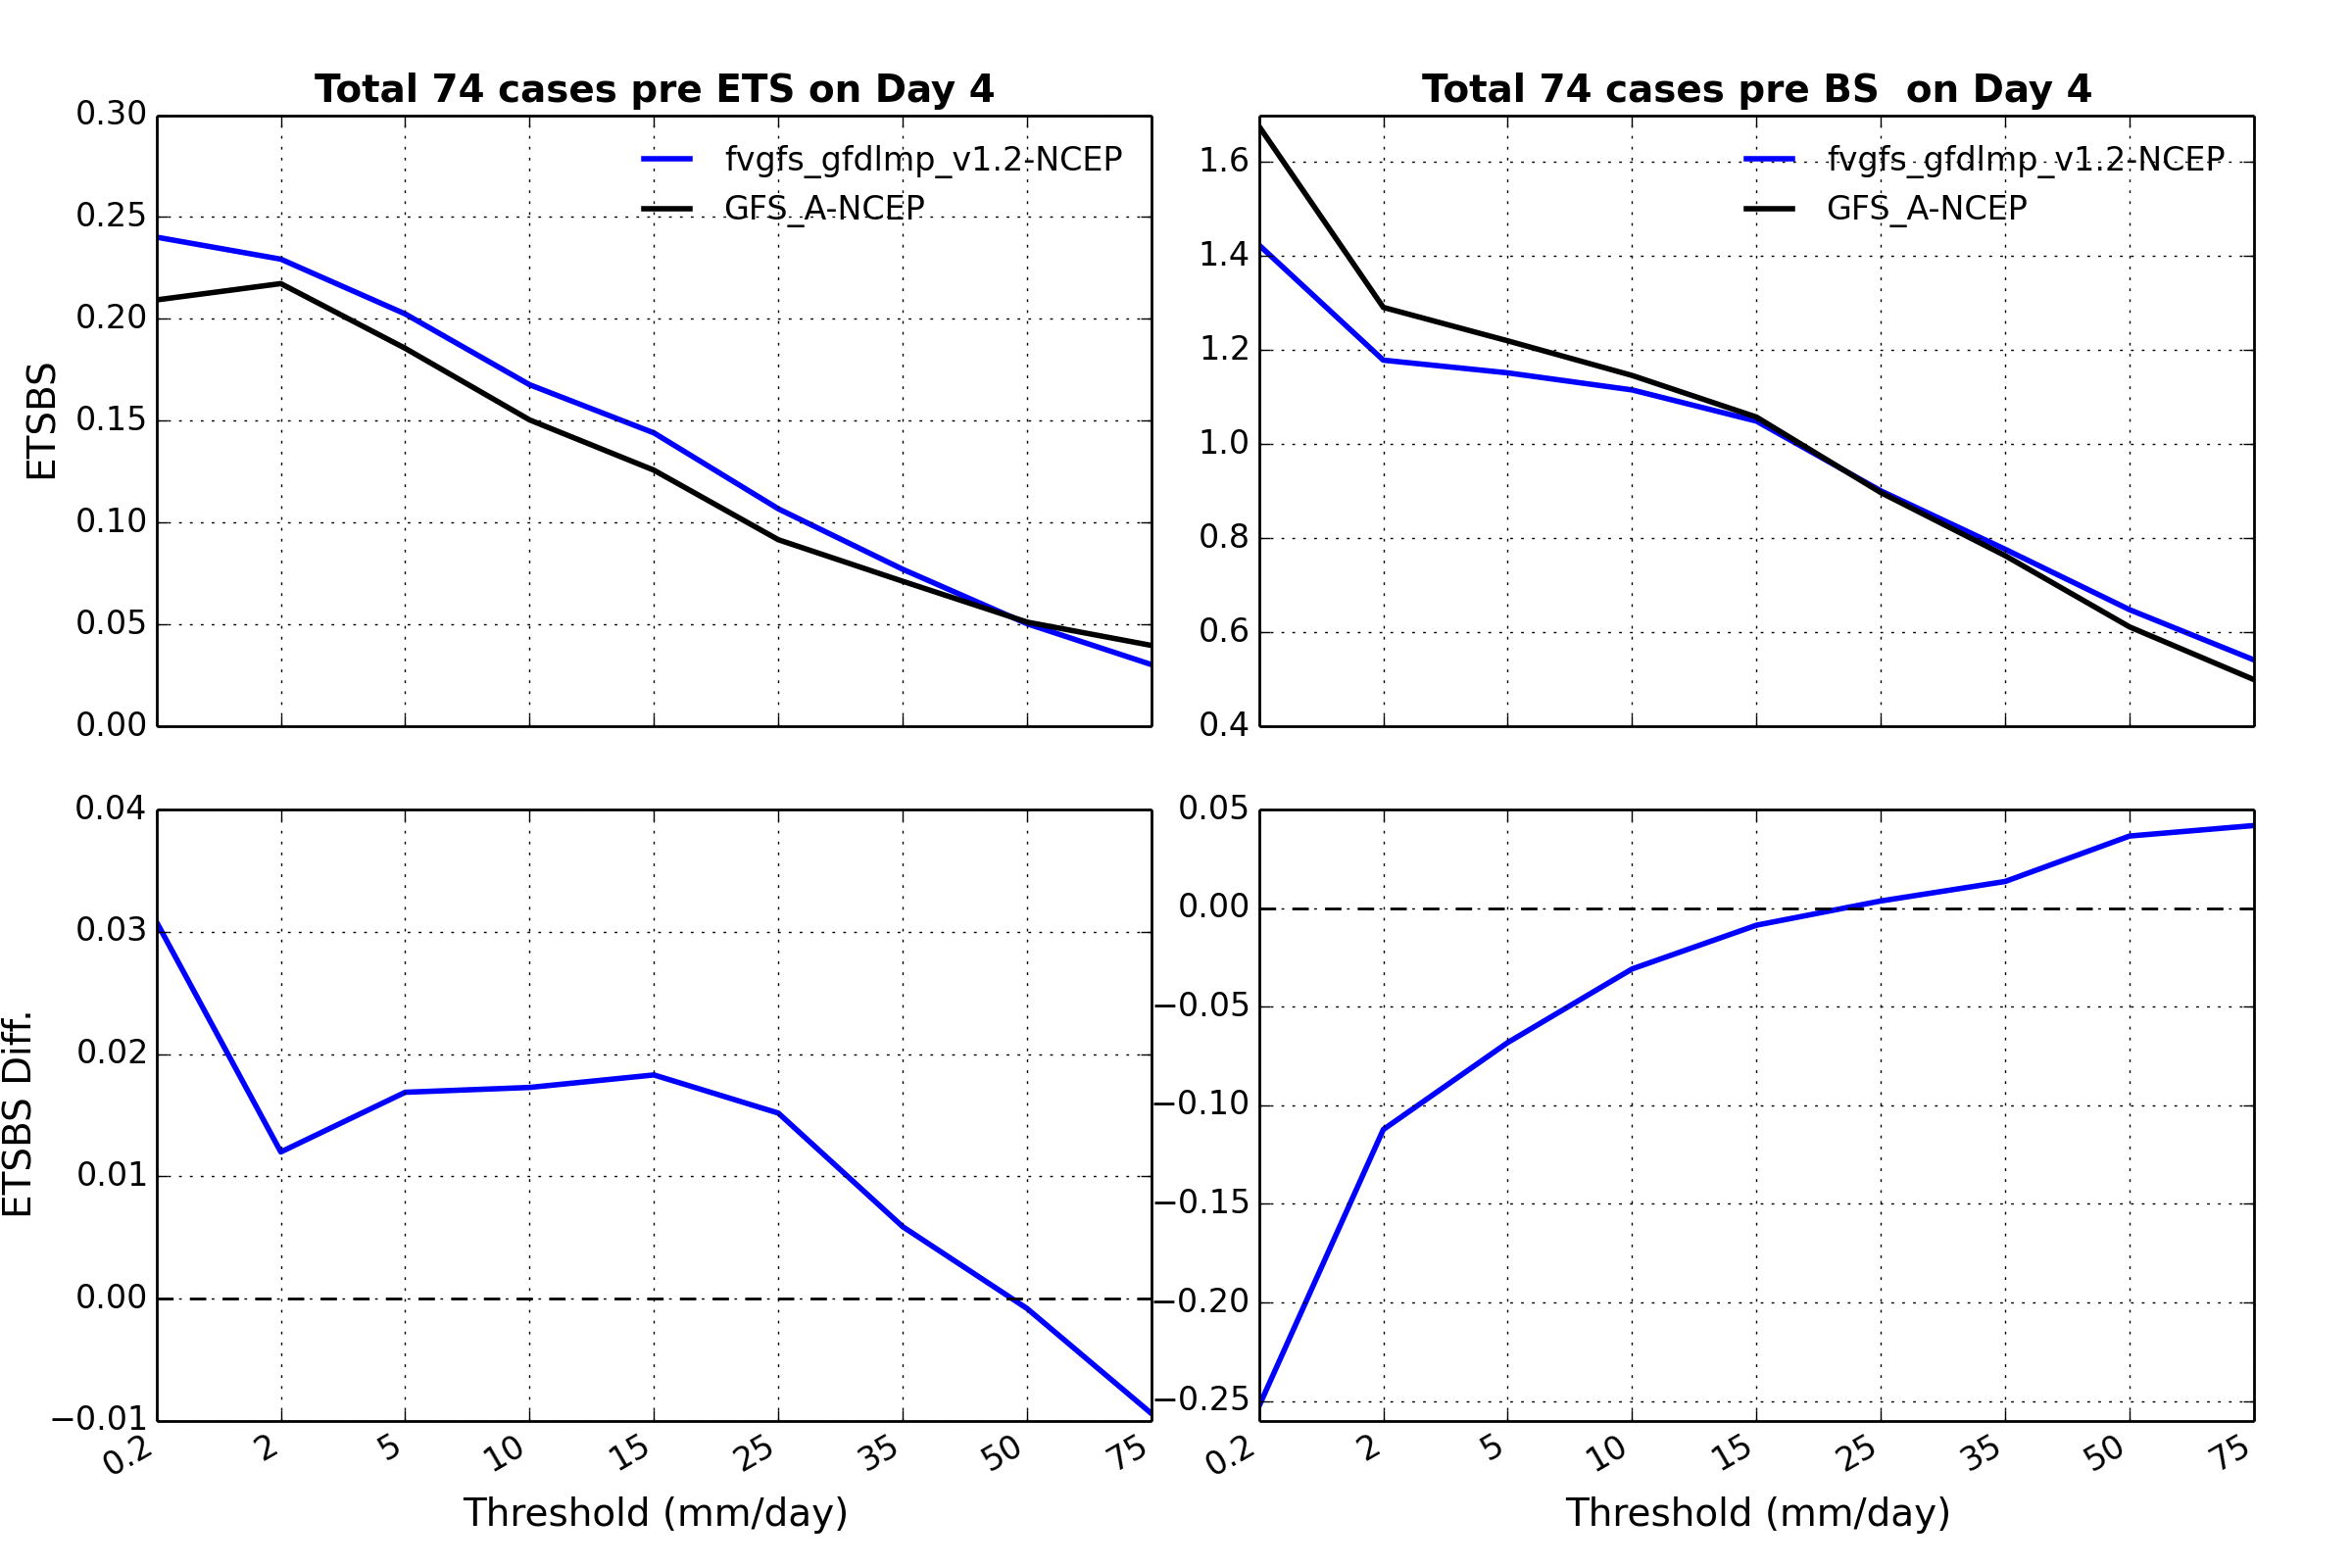 Total 74 cases pre ETS on Day 4
0.30
0.25
0.20
0.15
0.10
0.05
0.00
ETSBS
fvgfs_gfdlmp_v1.2-NCEP
GFS_A-NCEP
Total 74 cases pre BS  on Day 4
1.6
1.4
1.2
1.0
0.8
0.6
0.4
fvgfs_gfdlmp_v1.2-NCEP
GFS_A-NCEP
0.04
0.03
0.02
0.01
0.00
−0.01
ETSBS Diff.
0.2 2 5 10 15 25 35 50 75
Threshold (mm/day)
0.05
0.00
−0.05
−0.10
−0.15
−0.20
−0.25
0.2 2 5 10 15 25 35 50 75
Threshold (mm/day)